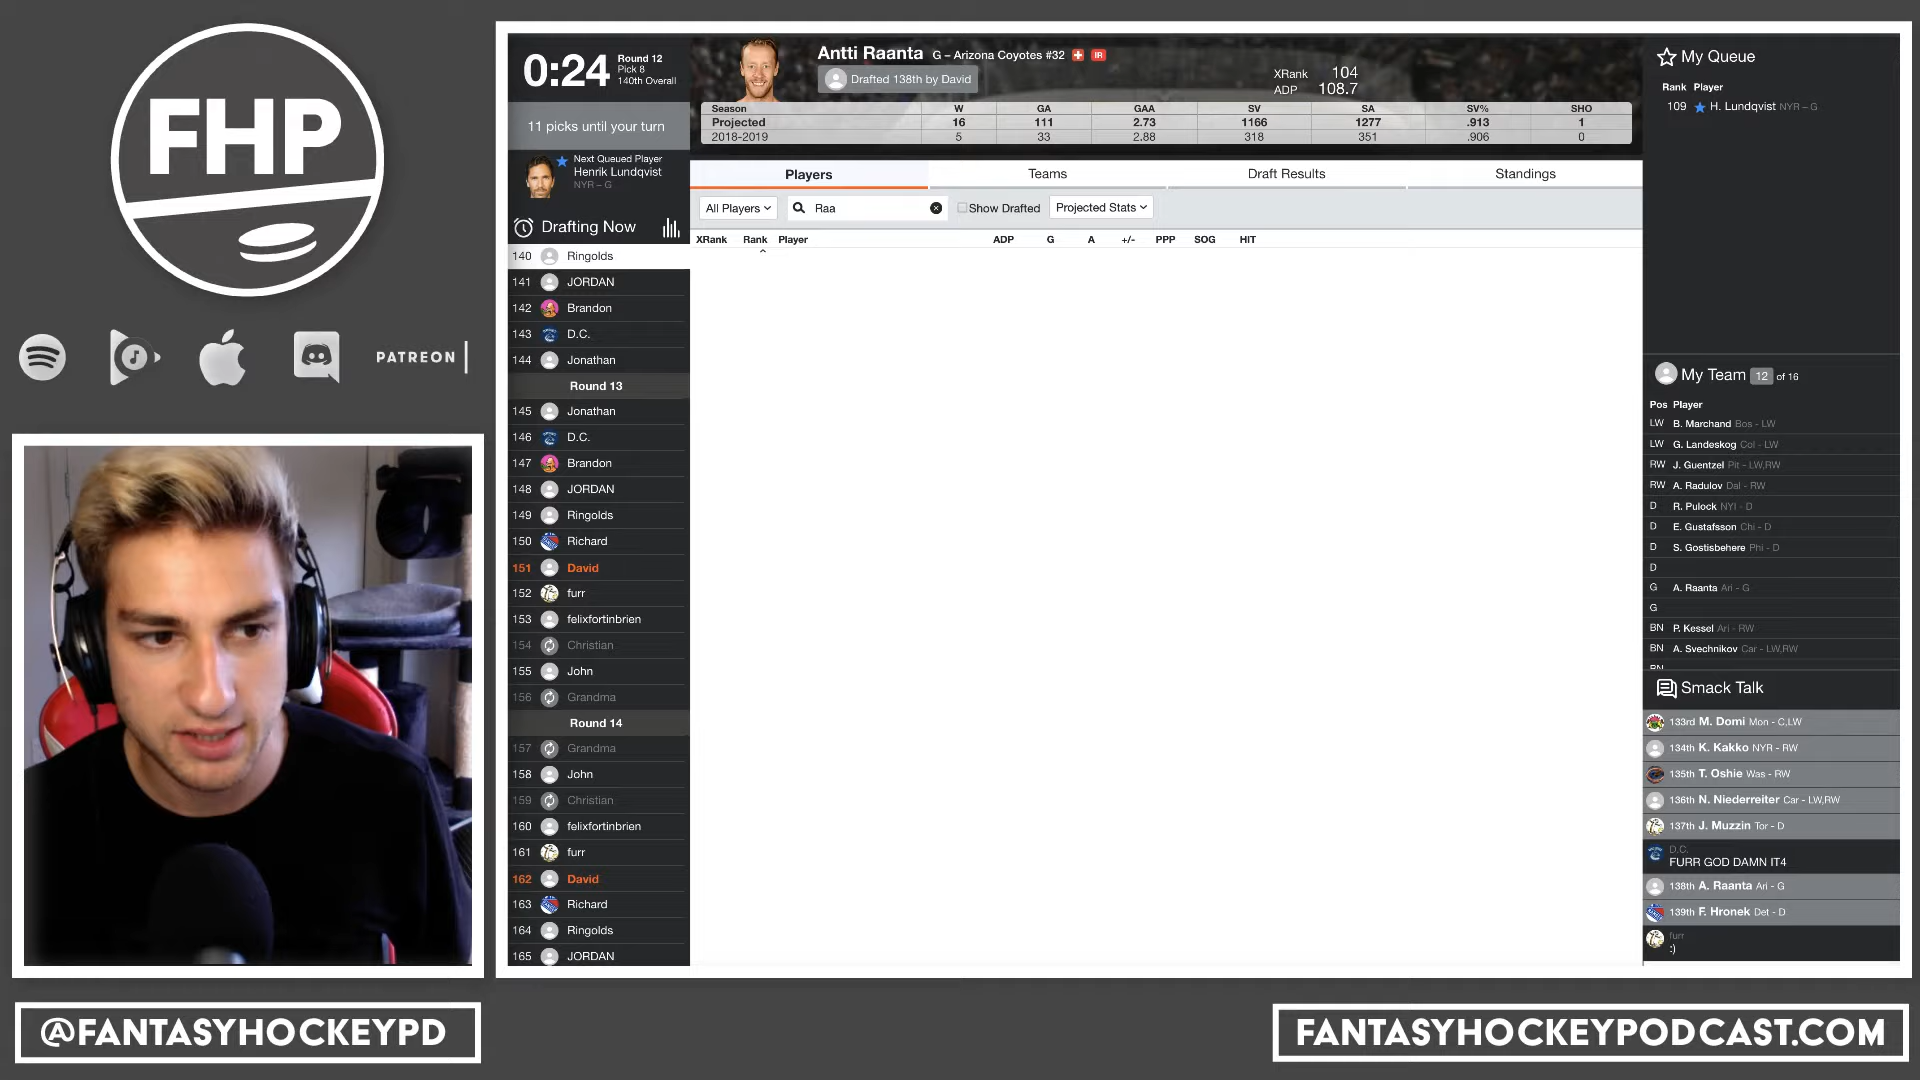 FHP
PATREON
@FANTASYHOCKEYPD
FANTASYHOCKEYPODCAST.COM
0:24
Round 12
Pick 8
140th Overall
11 picks until your turn
Next Queued Player
Henrik Lundqvist
NYR – G
Drafting Now
140 Ringolds
141 JORDAN
142 Brandon
143 D.C.
144 Jonathan
Round 13
145 Jonathan
146 D.C.
147 Brandon
148 JORDAN
149 Ringolds
150 Richard
151 David
152 furr
153 felixfortinbrien
154 Christian
155 John
156 Grandma
Round 14
157 Grandma
158 John
159 Christian
160 felixfortinbrien
161 furr
162 David
163 Richard
164 Ringolds
165 JORDAN
Antti Raanta G – Arizona Coyotes #32 IR
Drafted 138th by David
XRank 104
ADP 108.7
Season W GA GAA SV SA SV% SHO
Projected 16 111 2.73 1166 1277 .913 1
2018-2019 5 33 2.88 318 351 .906 0
Players Teams Draft Results Standings
All Players Raa Show Drafted Projected Stats
XRank Rank Player ADP G A +/- PPP SOG HIT
My Queue
Rank Player
109 H. Lundqvist NYR – G
My Team 12 of 16
Pos Player
LW B. Marchand Bos - LW
LW G. Landeskog Col - LW
RW J. Guentzel Pit - LW,RW
RW A. Radulov Dal - RW
D R. Pulock NYI - D
D E. Gustafsson Chi - D
D S. Gostisbehere Phi - D
D
G A. Raanta Ari - G
G
BN P. Kessel Ari - RW
BN A. Svechnikov Car - LW,RW
BN
Smack Talk
133rd M. Domi Mon - C,LW
134th K. Kakko NYR - RW
135th T. Oshie Was - RW
136th N. Niederreiter Car - LW,RW
137th J. Muzzin Tor - D
D.C.
FURR GOD DAMN IT4
138th A. Raanta Ari - G
139th F. Hronek Det - D
furr
:)